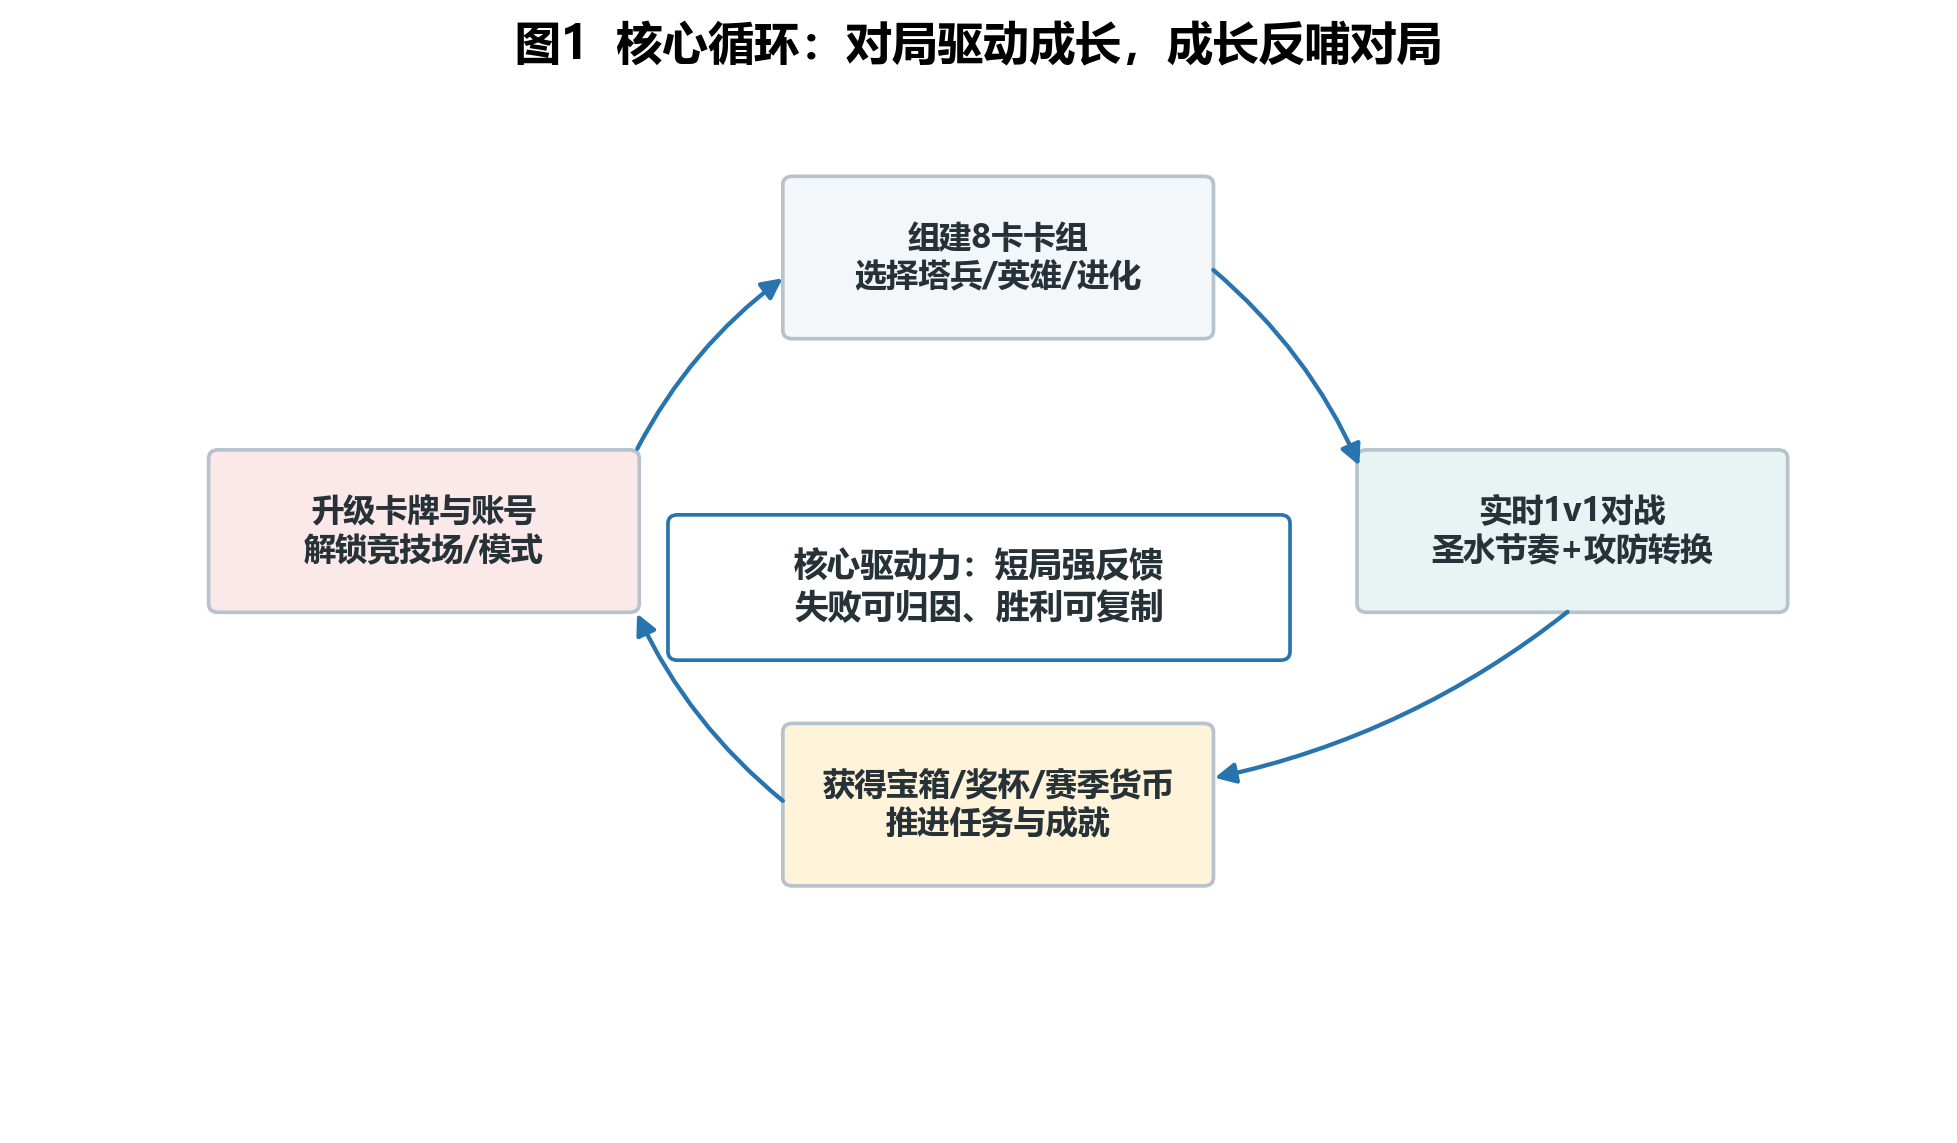 图1 核心循环：对局驱动成长，成长反哺对局
组建8卡卡组
选择塔兵/英雄/进化
升级卡牌与账号
解锁竞技场/模式
实时1v1对战
圣水节奏+攻防转换
核心驱动力：短局强反馈
失败可归因、胜利可复制
获得宝箱/奖杯/赛季货币
推进任务与成就